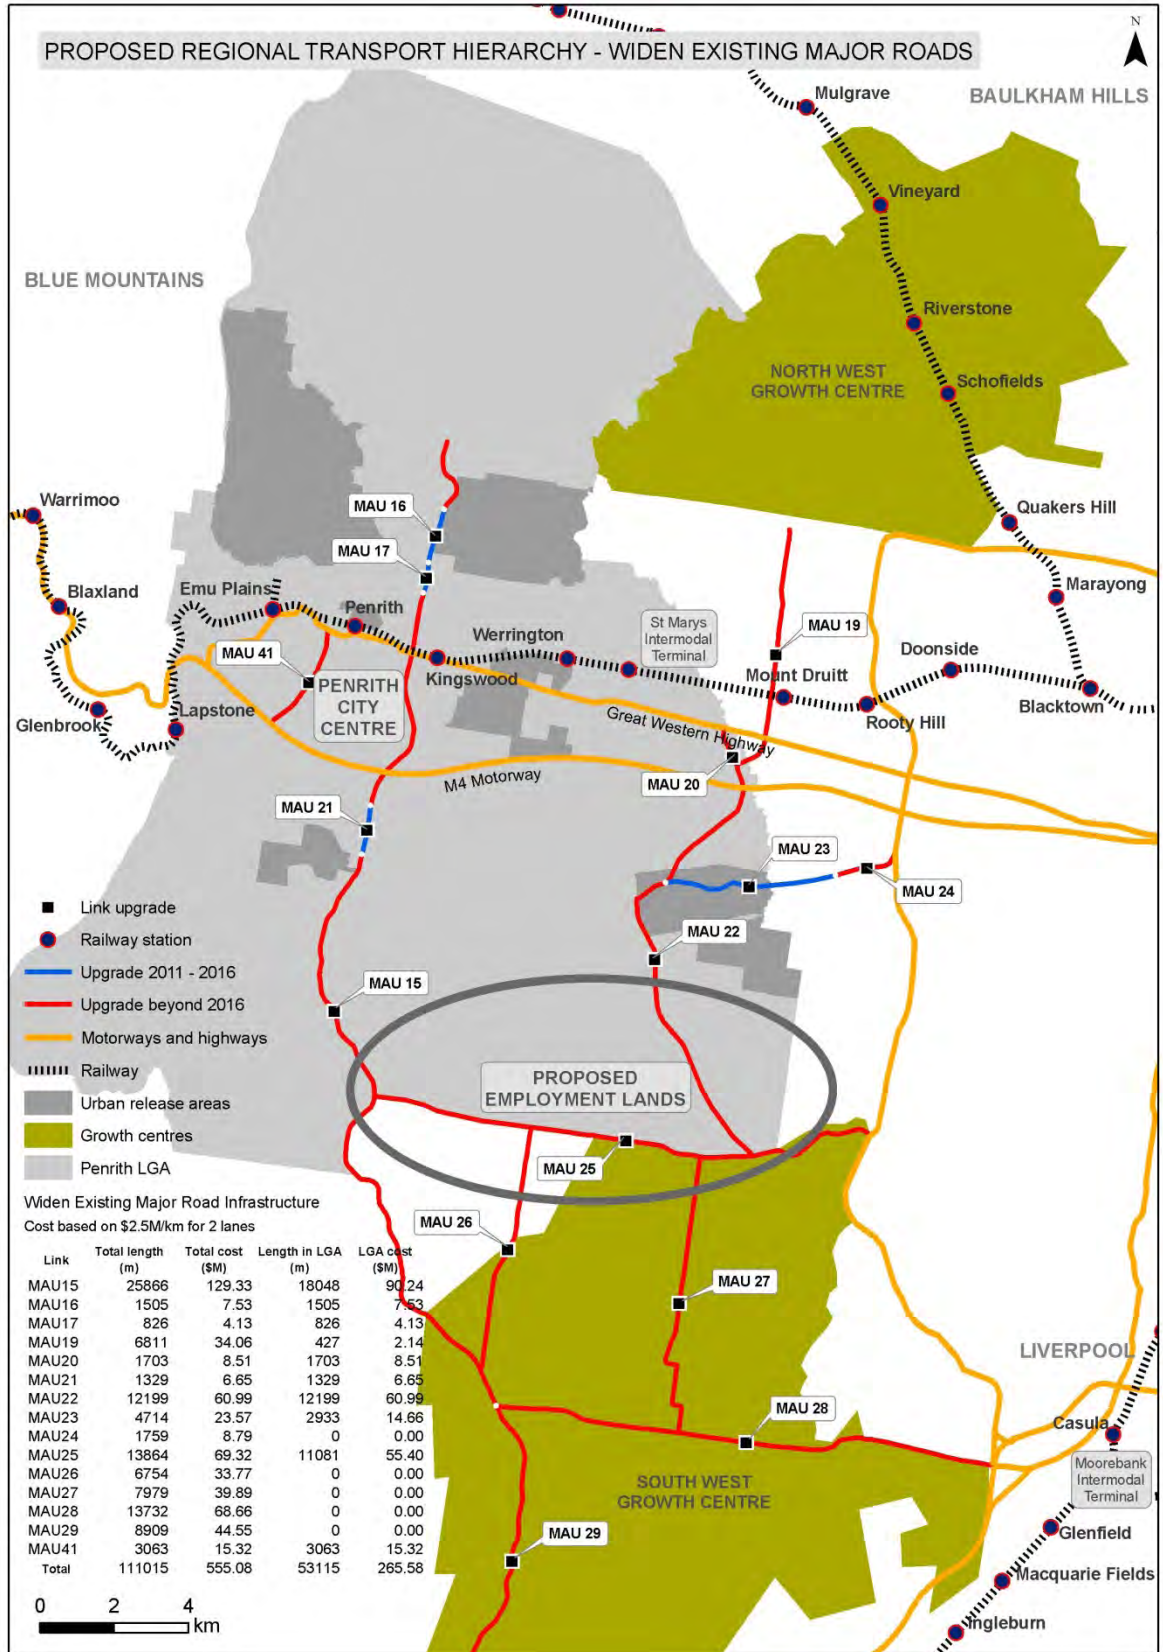 N
PROPOSED REGIONAL TRANSPORT HIERARCHY - WIDEN EXISTING MAJOR ROADS
Mulgrave
BAULKHAM HILLS
Vineyard
BLUE MOUNTAINS
Riverstone
NORTH WEST
GROWTH CENTRE
Schofields
Warrimoo
MAU 16
Quakers Hill
MAU 17
Blaxland
Emu Plains
Marayong
Penrith
St Marys
Intermodal
Terminal
MAU 19
Werrington
MAU 41
Doonside
Kingswood
Mount Druitt
PENRITH
CITY
CENTRE
Glenbrook
Lapstone
Rooty Hill
Blacktown
Great Western Highway
M4 Motorway
MAU 20
MAU 21
MAU 23
MAU 24
Link upgrade
MAU 22
Railway station
Upgrade 2011 - 2016
MAU 15
Upgrade beyond 2016
Motorways and highways
Railway
PROPOSED
EMPLOYMENT LANDS
Urban release areas
Growth centres
Penrith LGA
MAU 25
Widen Existing Major Road Infrastructure
Cost based on $2.5M/km for 2 lanes
MAU 26
Link Total length (m) Total cost ($M) Length in LGA (m) LGA cost ($M)
MAU15 25866 129.33 18048 90.24
MAU16 1505 7.53 1505 7.53
MAU17 826 4.13 826 4.13
MAU19 6811 34.06 427 2.14
MAU20 1703 8.51 1703 8.51
MAU21 1329 6.65 1329 6.65
MAU22 12199 60.99 12199 60.99
MAU23 4714 23.57 2933 14.66
MAU24 1759 8.79 0 0.00
MAU25 13864 69.32 11081 55.40
MAU26 6754 33.77 0 0.00
MAU27 7979 39.89 0 0.00
MAU28 13732 68.66 0 0.00
MAU29 8909 44.55 0 0.00
MAU41 3063 15.32 3063 15.32
Total 111015 555.08 53115 265.58
MAU 27
LIVERPOOL
MAU 28
Casula
Moorebank
Intermodal
Terminal
SOUTH WEST
GROWTH CENTRE
MAU 29
Glenfield
Macquarie Fields
Ingleburn
0 2 4
km